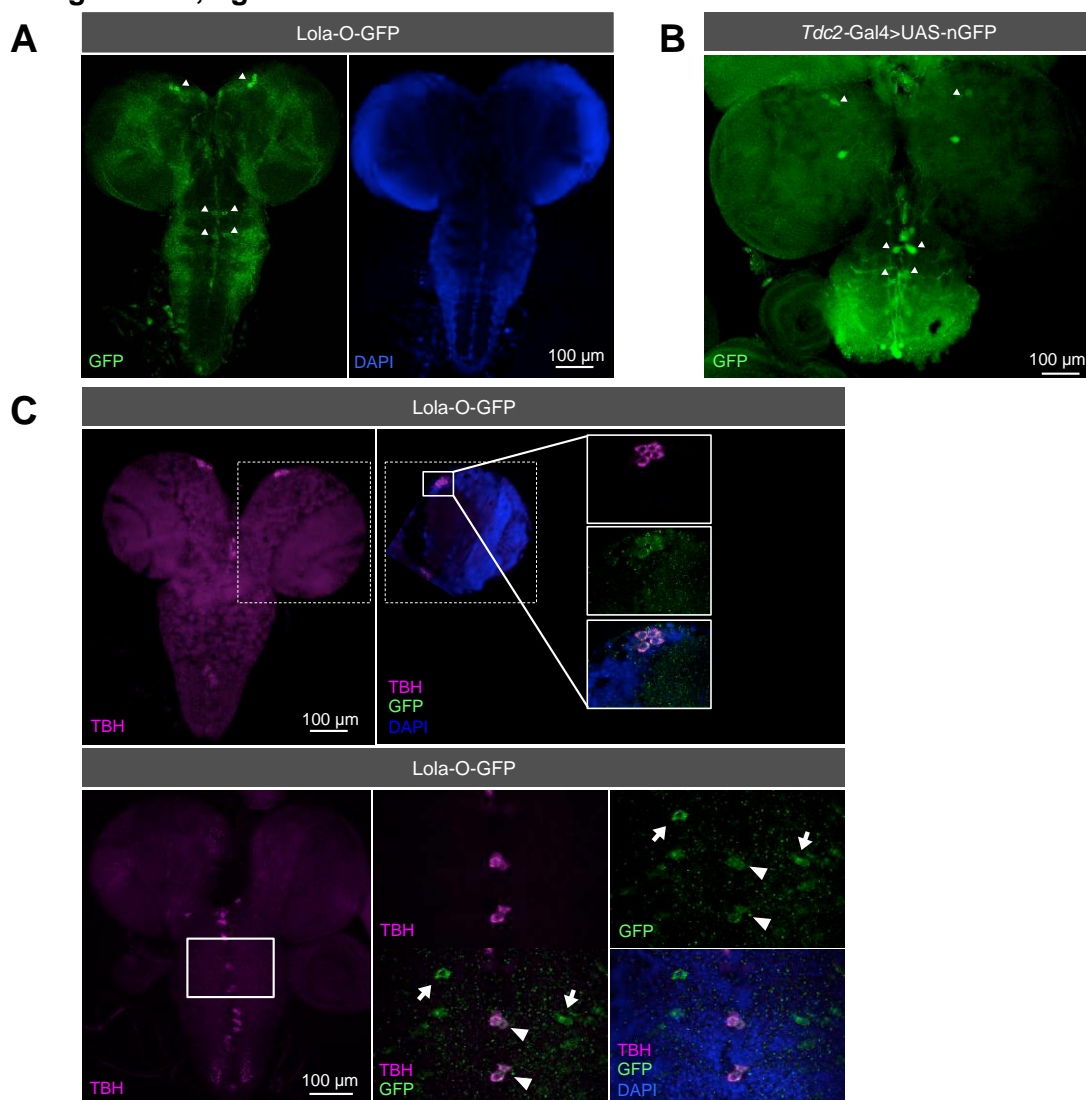 A
Lola-O-GFP
GFP
DAPI
100 µm
B
Tdc2-Gal4>UAS-nGFP
GFP
100 µm
C
Lola-O-GFP
TBH
100 µm
TBH
GFP
DAPI
Lola-O-GFP
TBH
100 µm
TBH
GFP
TBH
GFP
TBH
GFP
DAPI